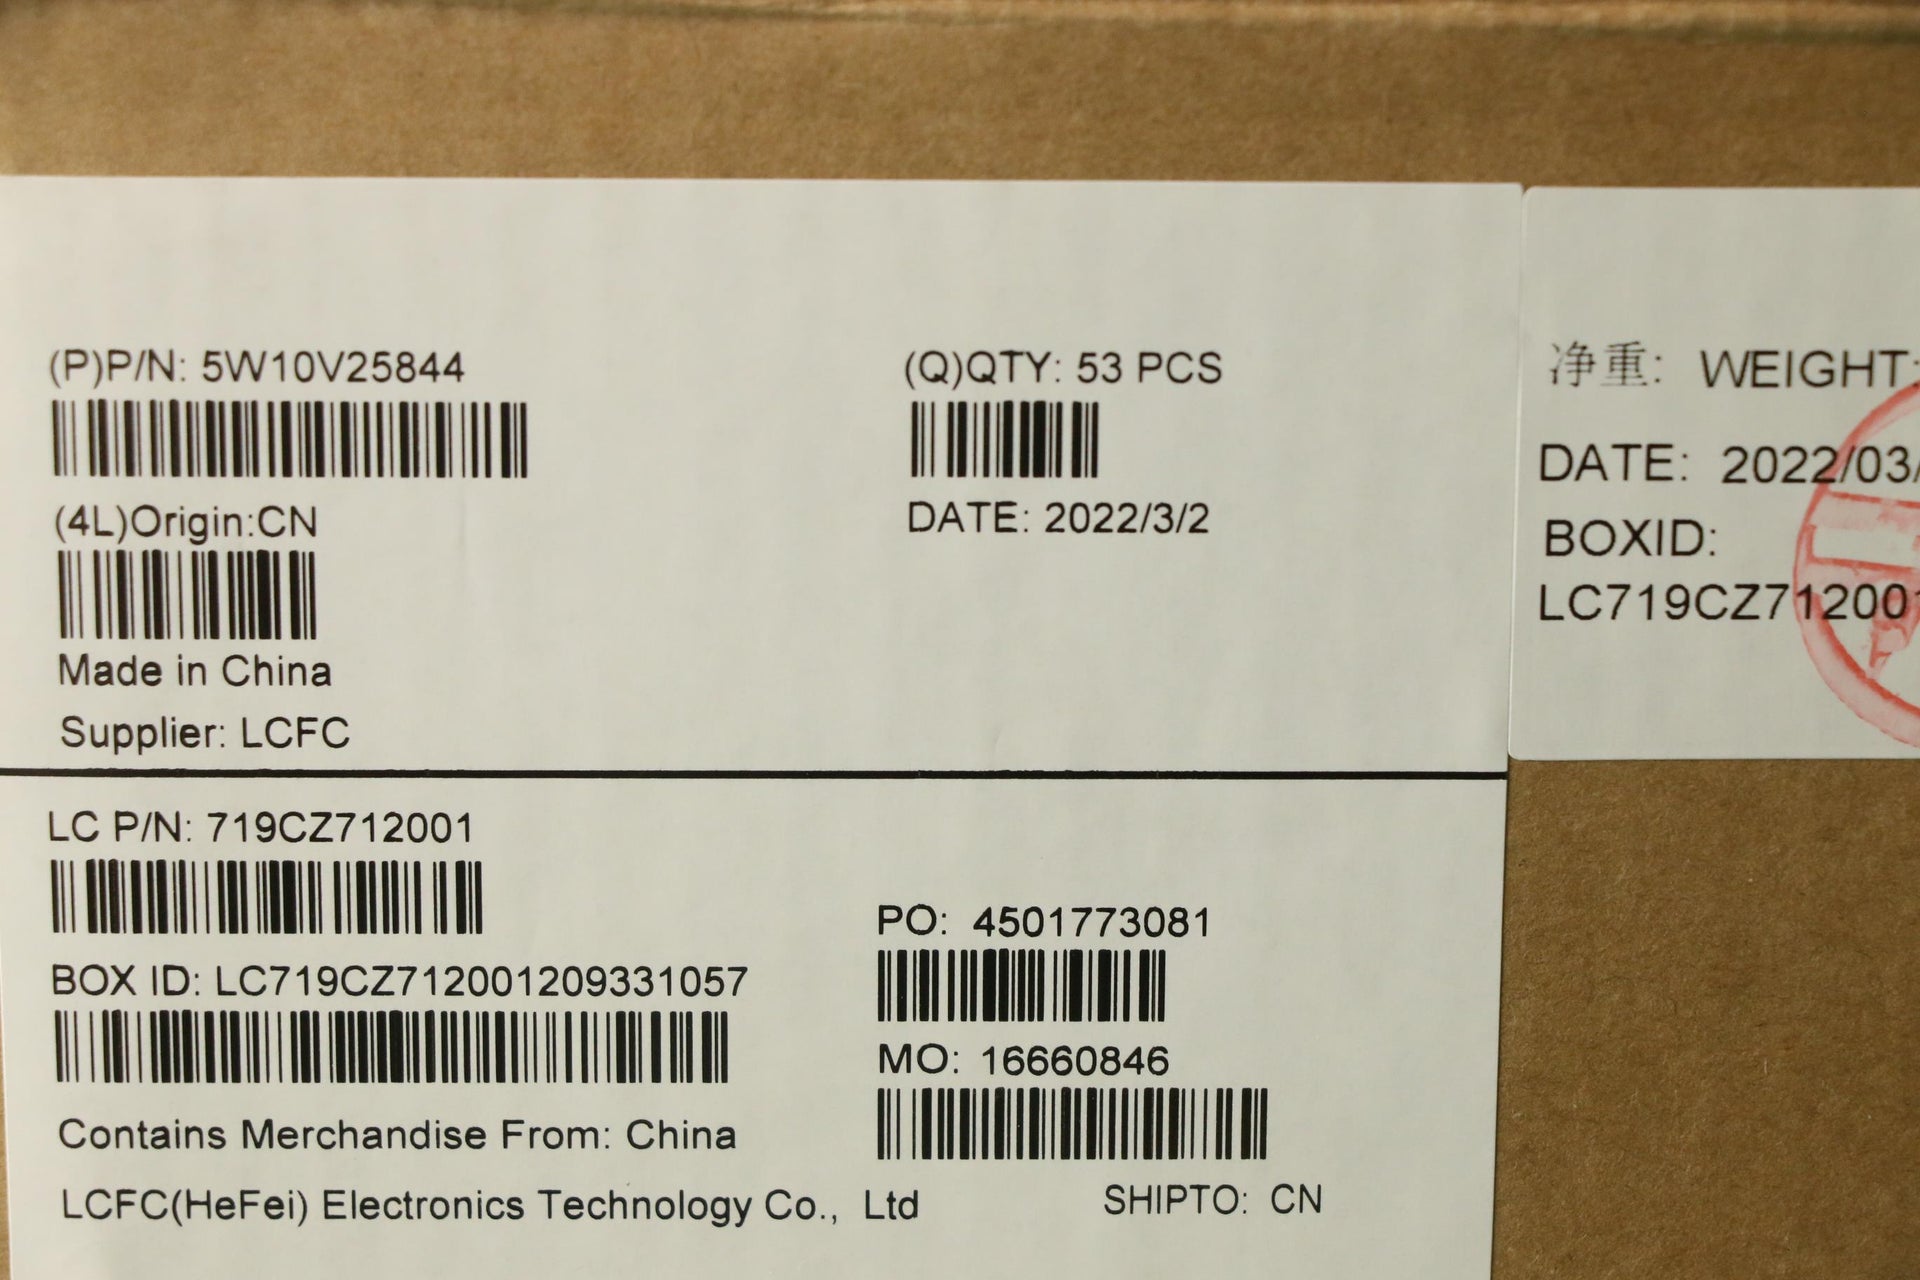 (P)P/N: 5W10V25844
(Q)QTY: 53 PCS
(4L)Origin:CN
DATE: 2022/3/2
Made in China
Supplier: LCFC
LC P/N: 719CZ712001
BOX ID: LC719CZ712001209331057
PO: 4501773081
MO: 16660846
Contains Merchandise From: China
LCFC(HeFei) Electronics Technology Co., Ltd
SHIPTO: CN
净重: WEIGHT:
DATE: 2022/03/
BOXID:
LC719CZ712001